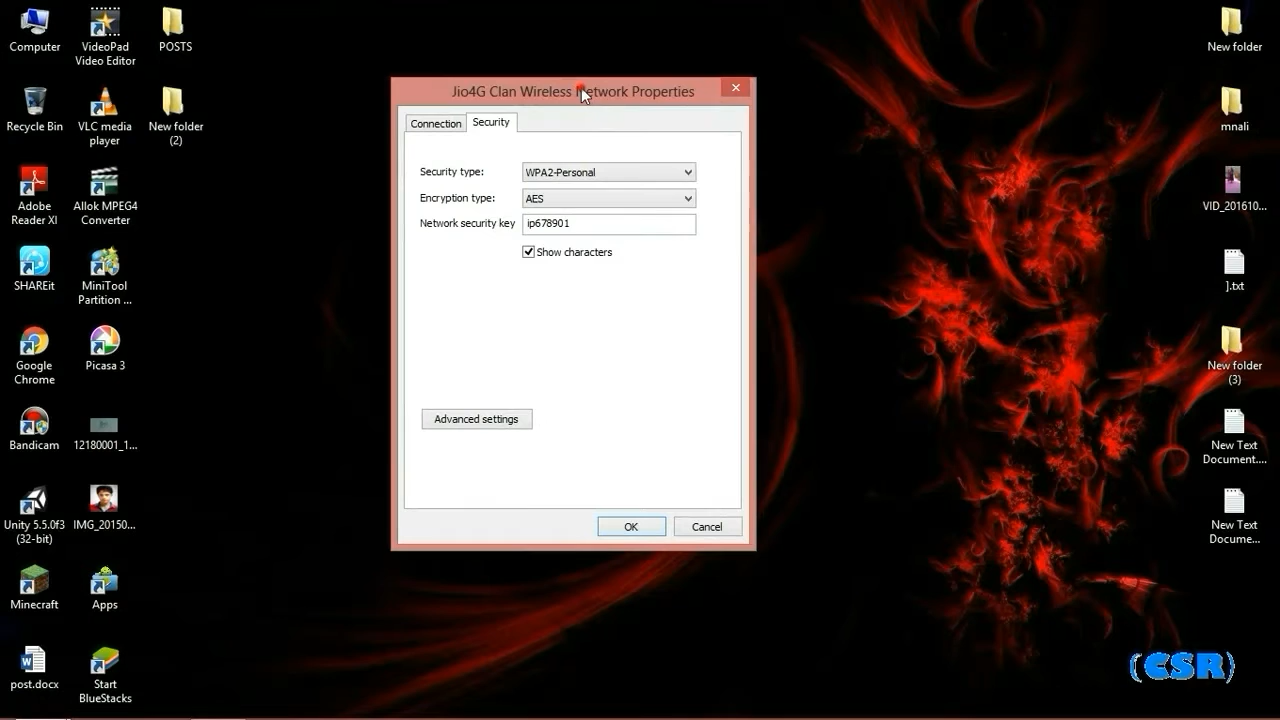 Computer
VideoPad
Video Editor
POSTS
Recycle Bin
VLC media
player
New folder
(2)
Adobe
Reader XI
Allok MPEG4
Converter
SHAREit
MiniTool
Partition ...
Google
Chrome
Picasa 3
Bandicam
12180001_1...
Unity 5.5.0f3
(32-bit)
IMG_20150...
Minecraft
Apps
post.docx
Start
BlueStacks
Jio4G Clan Wireless Network Properties
Connection
Security
Security type:
WPA2-Personal
Encryption type:
AES
Network security key
ip678901
Show characters
Advanced settings
OK
Cancel
New folder
mnali
VID_201610...
].txt
New folder
(3)
New Text
Document....
New Text
Docume...
(CSR)